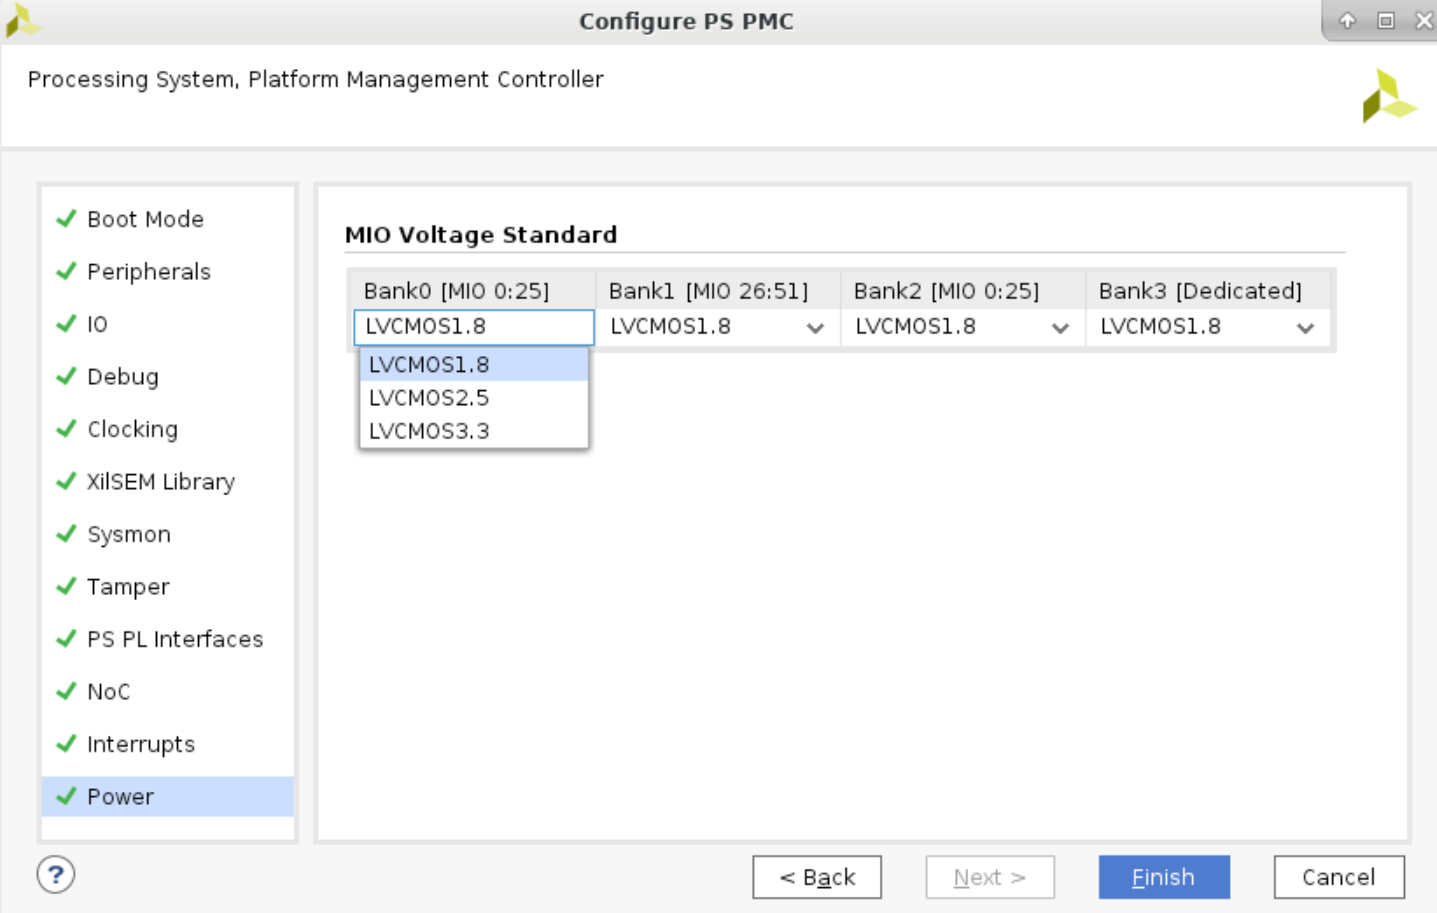 Configure PS PMC
Processing System, Platform Management Controller
Boot Mode
Peripherals
IO
Debug
Clocking
XilSEM Library
Sysmon
Tamper
PS PL Interfaces
NoC
Interrupts
Power
MIO Voltage Standard
Bank0 [MIO 0:25] Bank1 [MIO 26:51] Bank2 [MIO 0:25] Bank3 [Dedicated]
LVCMOS1.8 LVCMOS1.8 LVCMOS1.8 LVCMOS1.8
LVCMOS1.8
LVCMOS2.5
LVCMOS3.3
? < Back Next > Finish Cancel